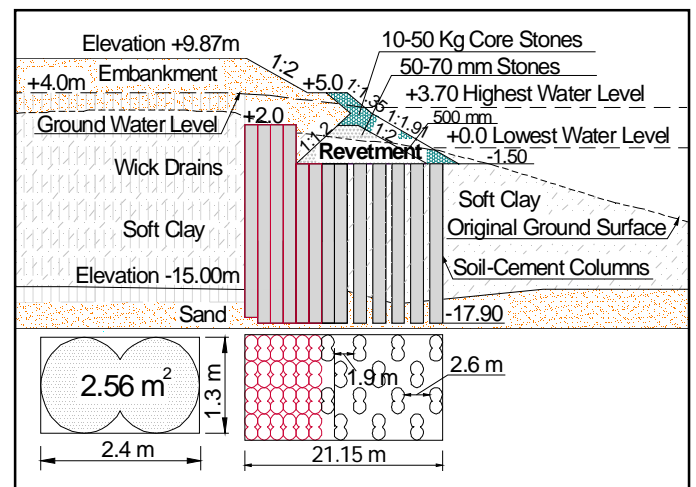 10-50 Kg Core Stones
Elevation +9.87m
1:2
50-70 mm Stones
Embankment
+4.0m
+5.0
1:1.35
+3.70 Highest Water Level
1:1.91
500 mm
Ground Water Level
+2.0
+0.0 Lowest Water Level
1:1.2
1:2
Revetment
-1.50
Wick Drains
Soft Clay
Original Ground Surface
Soft Clay
Soil-Cement Columns
Elevation -15.00m
Sand
-17.90
2.56 m²
1.3 m
1.9 m
2.6 m
2.4 m
21.15 m